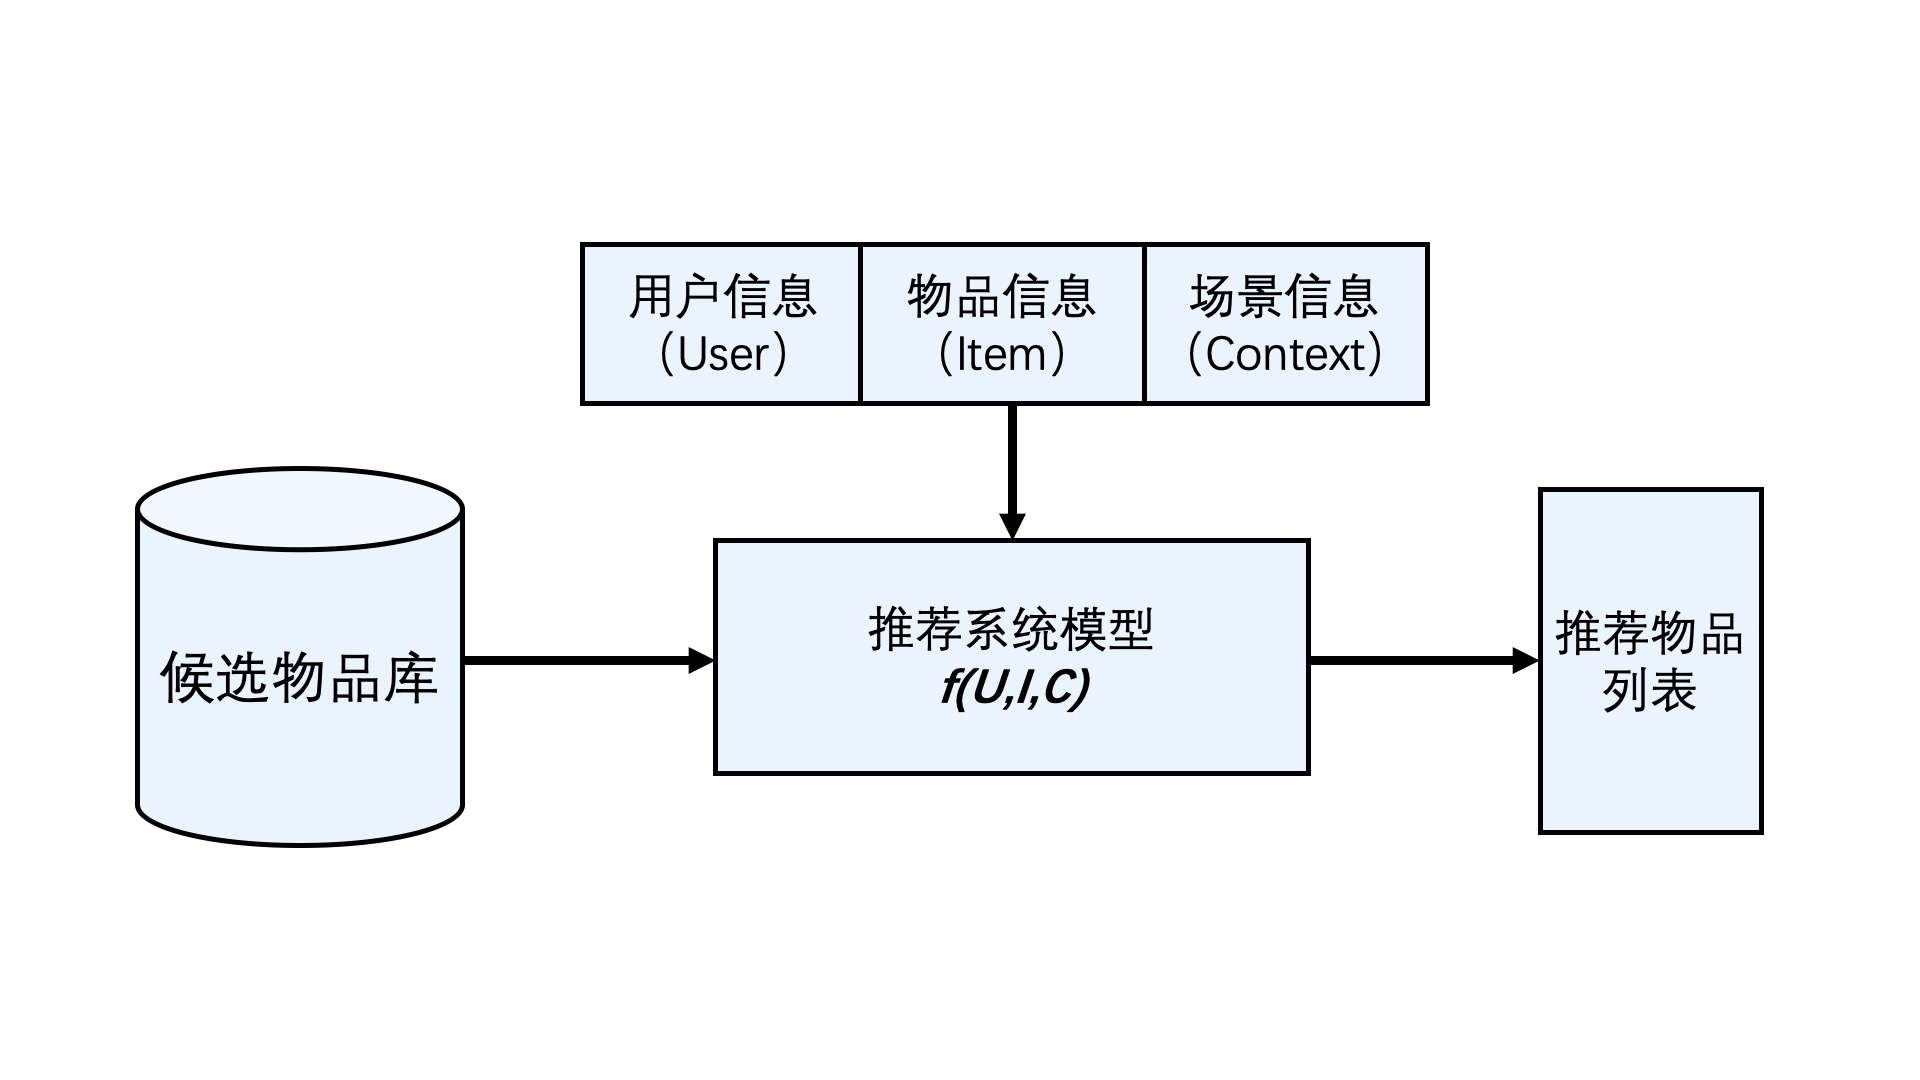 用户信息
（User）
物品信息
（Item）
场景信息
（Context）
候选物品库
推荐系统模型
f(U,I,C)
推荐物品
列表